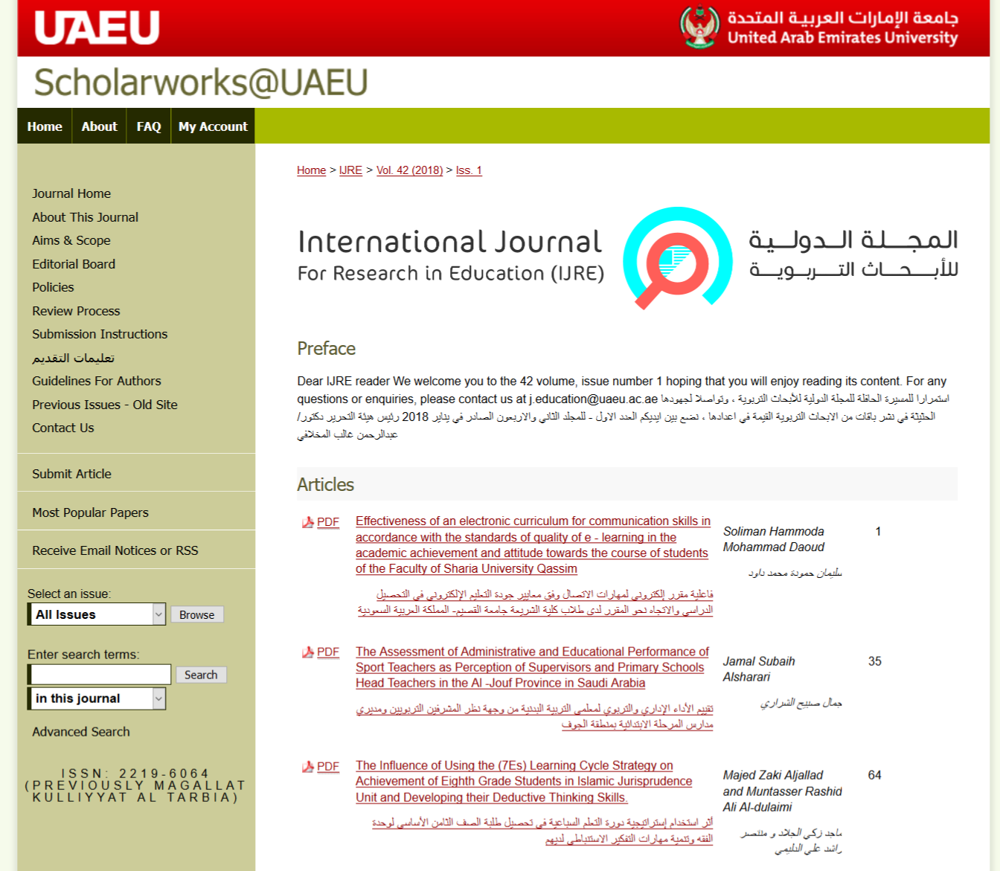 UAEU
جامعة الإمارات العربية المتحدة
United Arab Emirates University
Scholarworks@UAEU
Home About FAQ My Account
Journal Home
About This Journal
Aims & Scope
Editorial Board
Policies
Review Process
Submission Instructions
تعليمات التقديم
Guidelines For Authors
Previous Issues - Old Site
Contact Us
Submit Article
Most Popular Papers
Receive Email Notices or RSS
Select an issue:
All Issues Browse
Enter search terms:
Search
in this journal
Advanced Search
ISSN: 2219-6064
(PREVIOUSLY MAGALLAT
KULLIYYAT AL TARBIA)
Home > IJRE > Vol. 42 (2018) > Iss. 1
International Journal
For Research in Education (IJRE)
المجــلة الــدولــية
للأبــحــاث التــربــويــة
Preface
Dear IJRE reader We welcome you to the 42 volume, issue number 1 hoping that you will enjoy reading its content. For any
questions or enquiries, please contact us at j.education@uaeu.ac.ae استمرارا للمسيرة الحافلة للمجلة الدولية للأبحاث التربوية ، وتواصلا لجهودها
الحثيثة في نشر باقات من الابحاث التربوية القيمة في اعدادها ، نضع بين ايديكم العدد الاول - للمجلد الثاني والاربعون الصادر في يناير 2018 رئيس هيئة التحرير دكتور/
عبدالرحمن غالب المخلافي
Articles
PDF
Effectiveness of an electronic curriculum for communication skills in
accordance with the standards of quality of e - learning in the
academic achievement and attitude towards the course of students
of the Faculty of Sharia University Qassim
فاعلية مقرر إلكتروني لمهارات الاتصال وفق معايير جودة التعليم الإلكتروني في التحصيل
الدراسي والاتجاه نحو المقرر لدى طلاب كلية الشريعة جامعة القصيم- المملكة العربية السعودية
Soliman Hammoda
Mohammad Daoud
سليمان حمودة محمد داود
1
PDF
The Assessment of Administrative and Educational Performance of
Sport Teachers as Perception of Supervisors and Primary Schools
Head Teachers in the Al -Jouf Province in Saudi Arabia
تقييم الأداء الإداري والتربوي لمعلمي التربية البدنية من وجهة نظر المشرفين التربويين ومديري
مدارس المرحلة الابتدائية بمنطقة الجوف
Jamal Subaih
Alsharari
جمال صبيح الشراري
35
PDF
The Influence of Using the (7Es) Learning Cycle Strategy on
Achievement of Eighth Grade Students in Islamic Jurisprudence
Unit and Developing their Deductive Thinking Skills.
أثر استخدام إستراتيجية دورة التعلم السباعية في تحصيل طلبة الصف الثامن الأساسي لوحدة
الفقه وتنمية مهارات التفكير الاستنباطي لديهم
Majed Zaki Aljallad
and Muntasser Rashid
Ali Al-dulaimi
ماجد زكي الجلاد و منتصر
راشد علي الدليمي
64